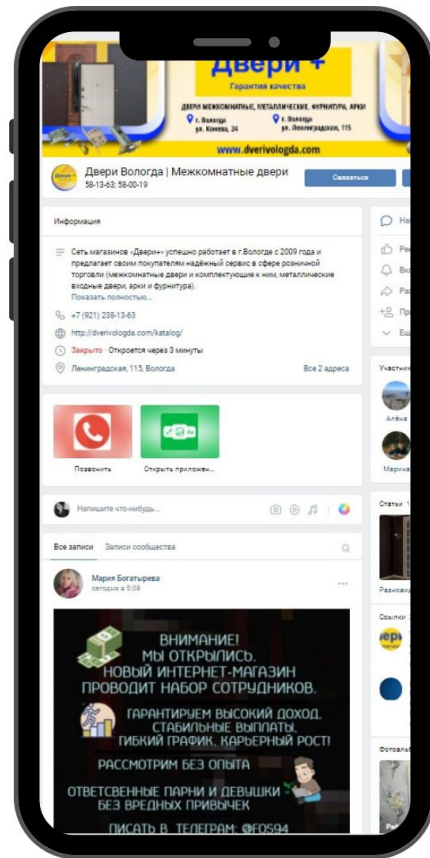 Двери +
Гарантия качества
ДВЕРИ МЕЖКОМНАТНЫЕ, МЕТАЛЛИЧЕСКИЕ, ФУРНИТУРА, АРКИ
г. Вологда
ул. Конева, 24
г. Вологда
ул. Ленинградская, 115
www.dverivologda.com
Двери Вологда | Межкомнатные двери
58-13-63; 58-00-19
Связаться
Информация
Сеть магазинов «Двери+» успешно работает в г.Вологде с 2009 года и
предлагает своим покупателям надёжный сервис в сфере розничной
торговли (межкомнатные двери и комплектующие к ним, металлические
входные двери, арки и фурнитура).
Показать полностью...
+7 (921) 238-13-63
http://dverivologda.com/katalog/
Закрыто · Откроется через 3 минуты
Ленинградская, 115, Вологда
Все 2 адреса
Позвонить
Открыть приложен...
Напишите что-нибудь...
Все записи
Записи сообщества
Мария Богатырева
сегодня в 5:08
ВНИМАНИЕ!
МЫ ОТКРЫЛИСЬ.
НОВЫЙ ИНТЕРНЕТ-МАГАЗИН
ПРОВОДИТ НАБОР СОТРУДНИКОВ.
ГАРАНТИРУЕМ ВЫСОКИЙ ДОХОД,
СТАБИЛЬНЫЕ ВЫПЛАТЫ,
ГИБКИЙ ГРАФИК, КАРЬЕРНЫЙ РОСТ!
РАССМОТРИМ БЕЗ ОПЫТА
ОТВЕТСВЕННЫЕ ПАРНИ И ДЕВУШКИ
БЕЗ ВРЕДНЫХ ПРИВЫЧЕК
ПИСАТЬ В ТЕЛЕГРАМ: @FOS94
Участник
Алёна
Марина
Статьи 1
Разновид
Ссылки
Фотоаль